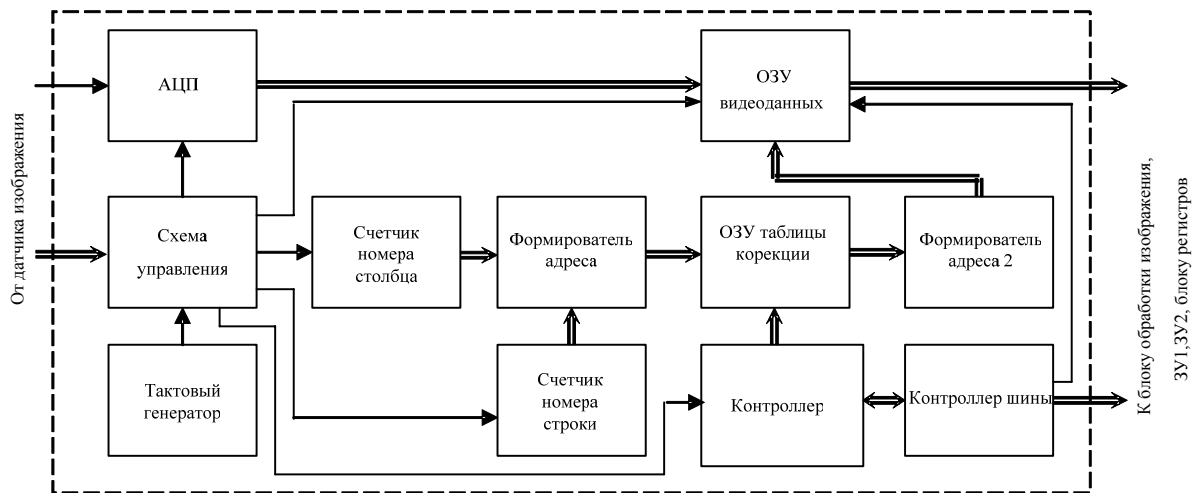 От датчика изображения
АЦП
ОЗУ
видеоданных
Схема
управления
Счетчик
номера
столбца
Формирователь
адреса
ОЗУ таблицы
корекции
Формирователь
адреса 2
Тактовый
генератор
Счетчик
номера
строки
Контроллер
Контроллер шины
К блоку обработки изображения,
ЗУ1,ЗУ2, блоку регистров